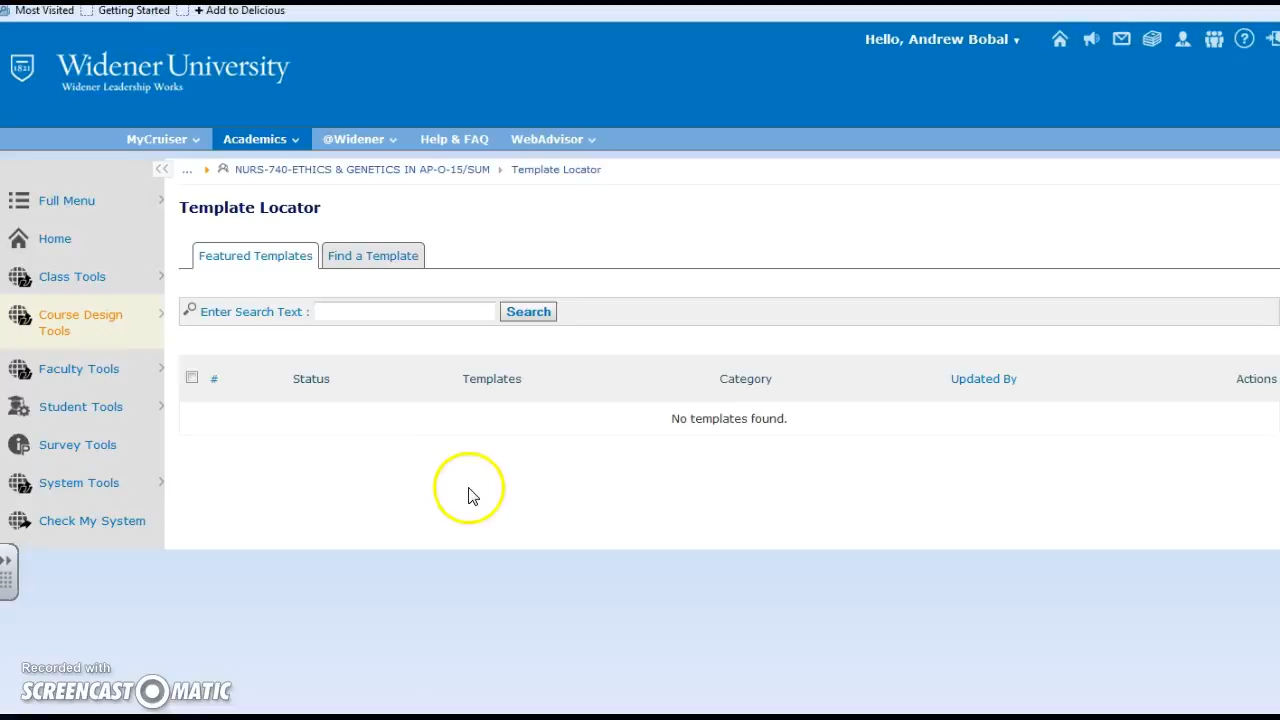 Most Visited Getting Started + Add to Delicious
Hello, Andrew Bobal
1821
Widener University
Widener Leadership Works
MyCruiser Academics @Widener Help & FAQ WebAdvisor
... NURS-740-ETHICS & GENETICS IN AP-O-15/SUM Template Locator
Full Menu
Home
Class Tools
Course Design
Tools
Faculty Tools
Student Tools
Survey Tools
System Tools
Check My System
Template Locator
Featured Templates Find a Template
Enter Search Text : Search
# Status Templates Category Updated By Actions
No templates found.
Recorded with
SCREENCAST-O-MATIC